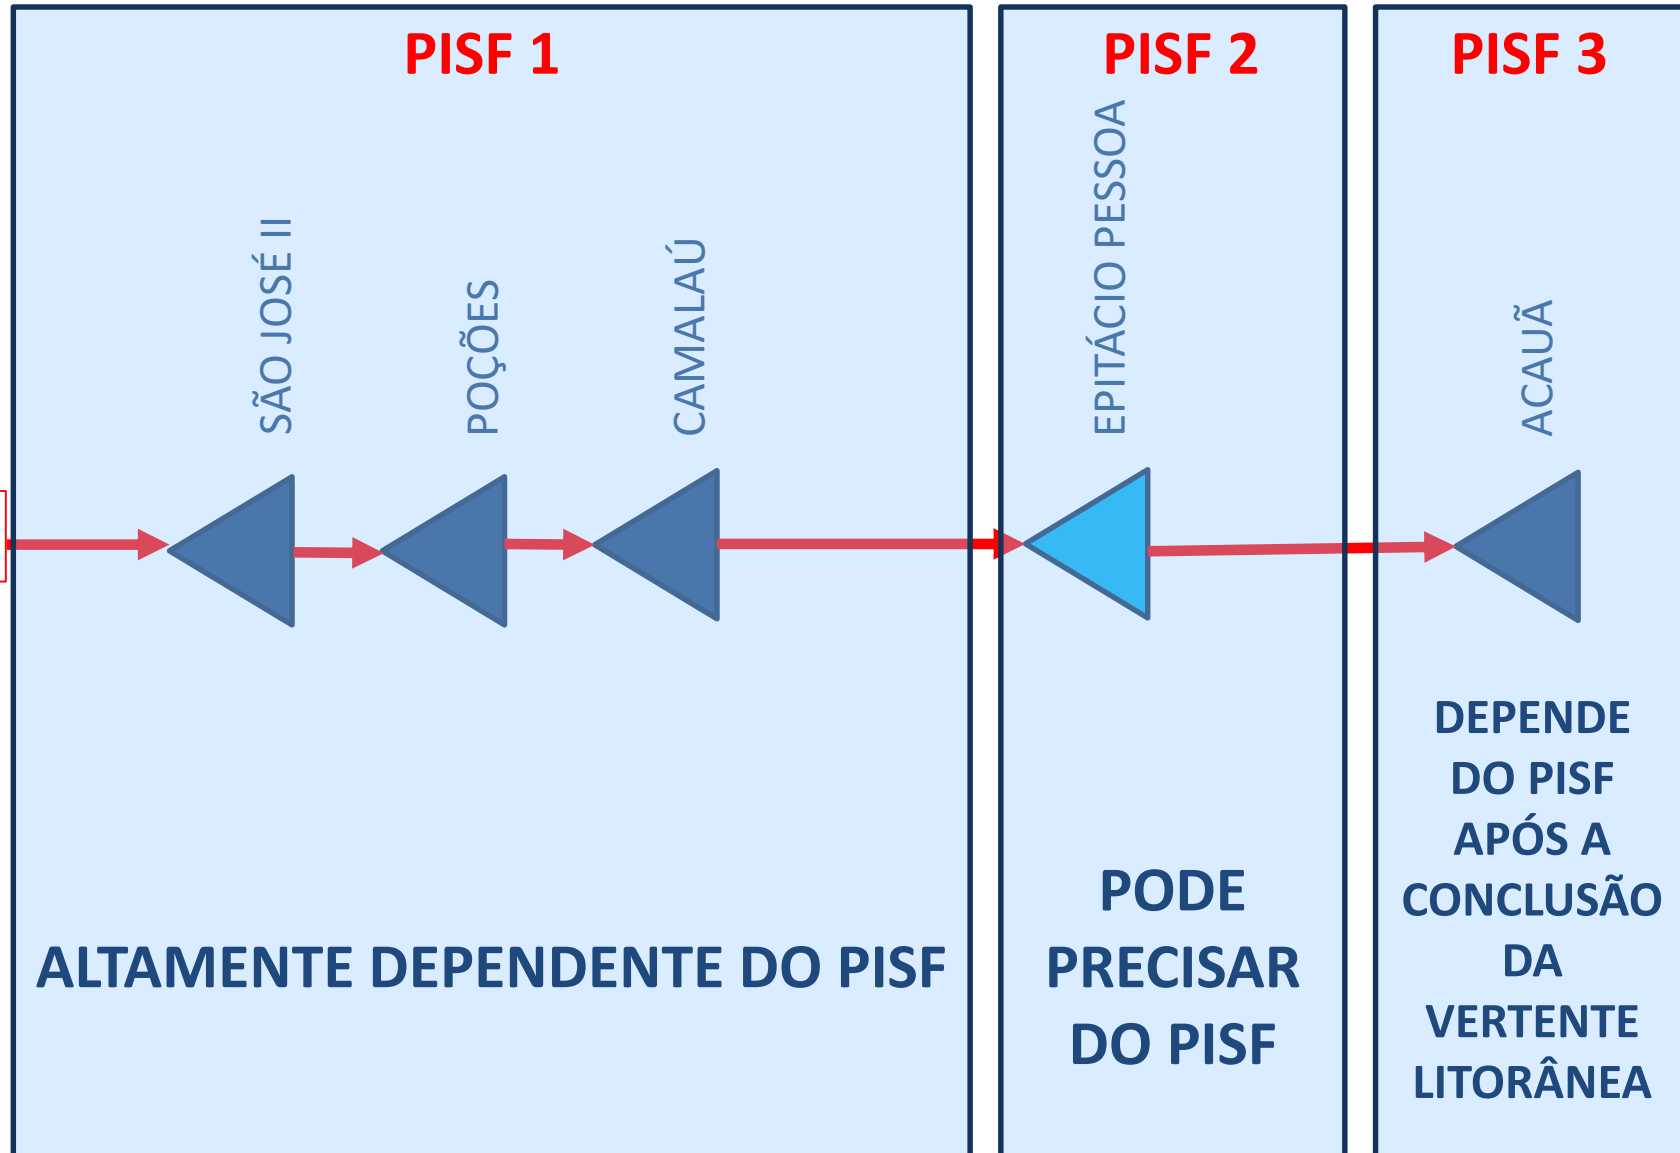 PISF 1
SÃO JOSÉ II
POÇÕES
CAMALAÚ
ALTAMENTE DEPENDENTE DO PISF
PISF 2
EPITÁCIO PESSOA
PODE
PRECISAR
DO PISF
PISF 3
ACAUÃ
DEPENDE
DO PISF
APÓS A
CONCLUSÃO
DA
VERTENTE
LITORÂNEA